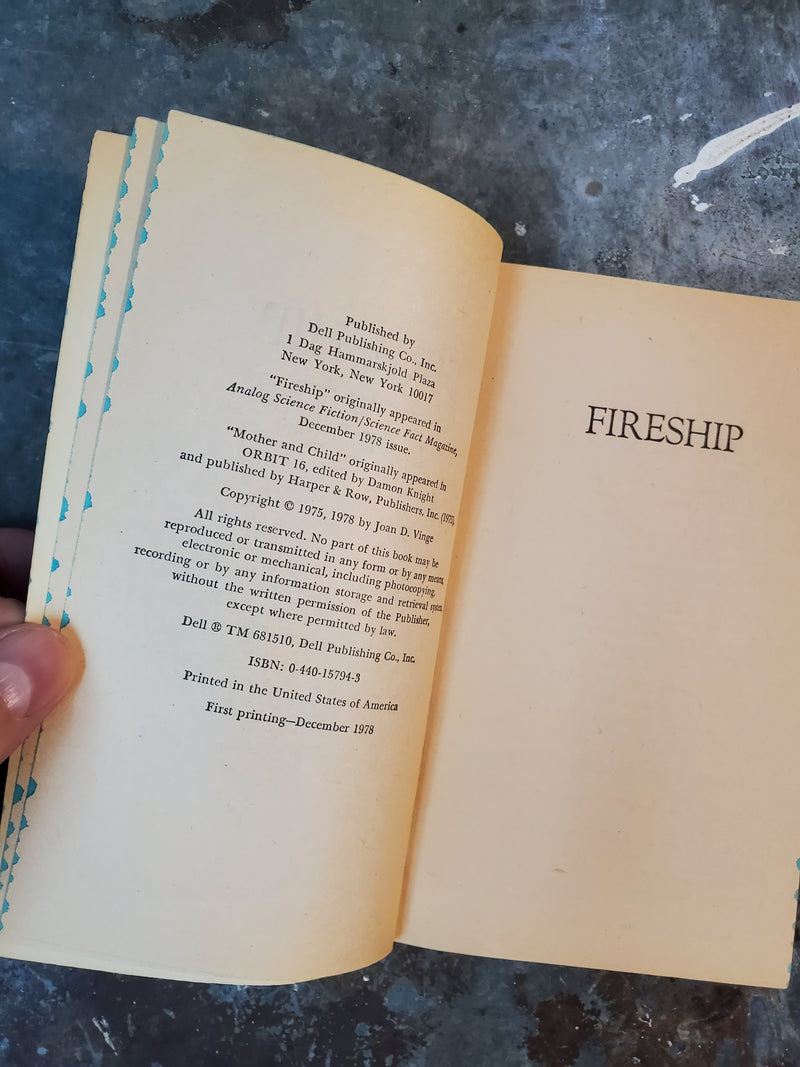 Published by
Dell Publishing Co., Inc.
1 Dag Hammarskjold Plaza
New York, New York 10017
"Fireship" originally appeared in
Analog Science Fiction/Science Fact Magazine,
December 1978 issue.
"Mother and Child" originally appeared in
ORBIT 16, edited by Damon Knight
and published by Harper & Row, Publishers, Inc. (1975).
Copyright © 1975, 1978 by Joan D. Vinge
All rights reserved. No part of this book may be
reproduced or transmitted in any form or by any means,
electronic or mechanical, including photocopying,
recording or by any information storage and retrieval system,
without the written permission of the Publisher,
except where permitted by law.
Dell ® TM 681510, Dell Publishing Co., Inc.
ISBN: 0-440-15794-3
Printed in the United States of America
First printing—December 1978
FIRESHIP